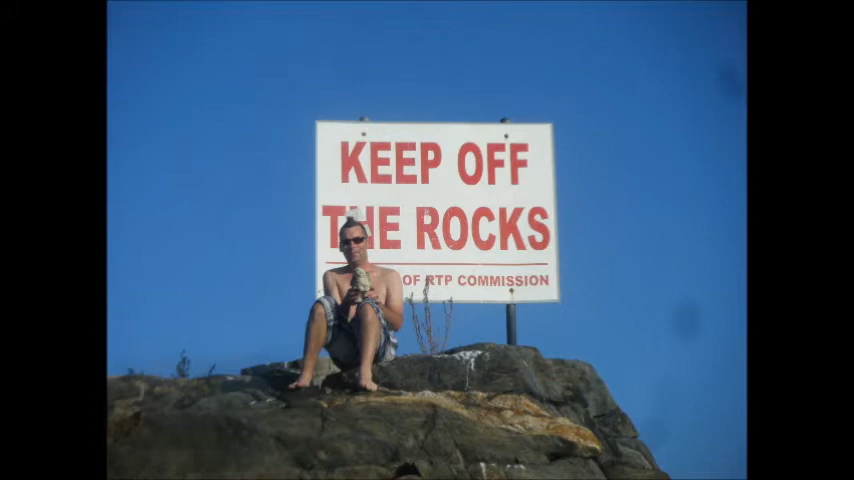 KEEP OFF
THE ROCKS
OF RTP COMMISSION